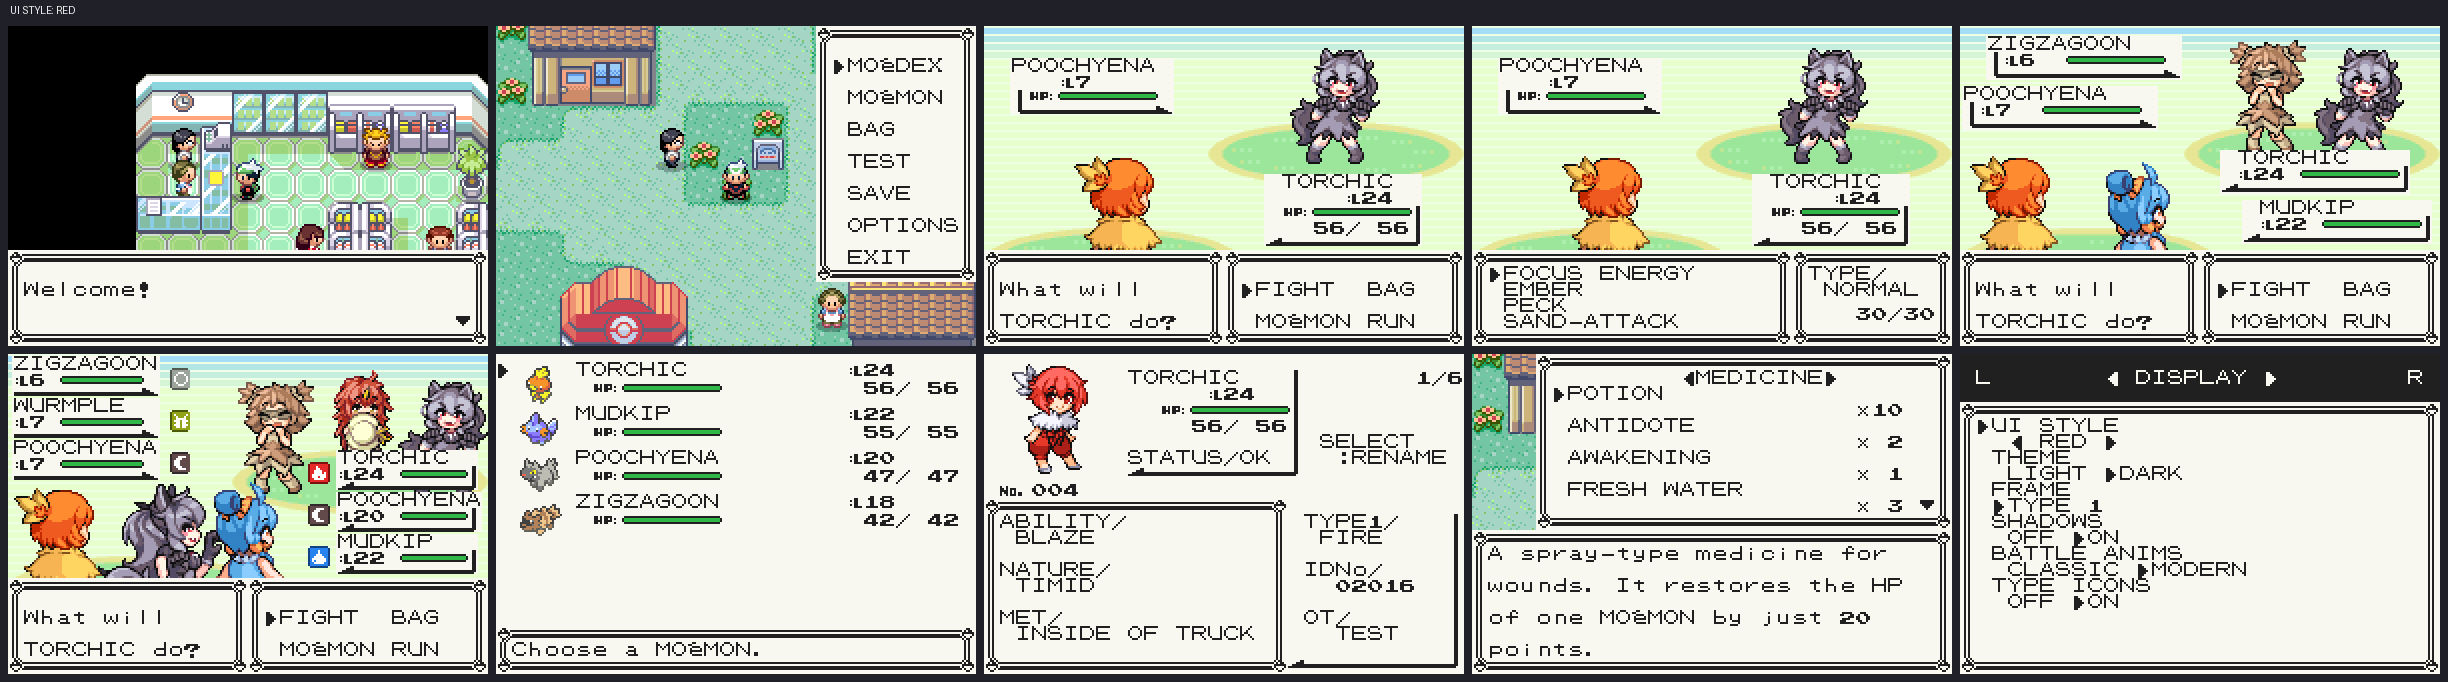 UI STYLE: RED
Welcome!
MOéDEX
MOéMON
BAG
TEST
SAVE
OPTIONS
EXIT
POOCHYENA
:L7
HP:
TORCHIC
:L24
HP:
56/ 56
What will
TORCHIC do?
FIGHT BAG
MOéMON RUN
POOCHYENA
:L7
HP:
TORCHIC
:L24
HP:
56/ 56
FOCUS ENERGY
EMBER
PECK
SAND-ATTACK
TYPE/
NORMAL
30/30
ZIGZAGOON
:L6
POOCHYENA
:L7
TORCHIC
:L24
MUDKIP
:L22
What will
TORCHIC do?
FIGHT BAG
MOéMON RUN
ZIGZAGOON
:L6
WURMPLE
:L7
POOCHYENA
:L7
TORCHIC
:L24
POOCHYENA
:L20
MUDKIP
:L22
What will
TORCHIC do?
FIGHT BAG
MOéMON RUN
TORCHIC :L24
HP: 56/ 56
MUDKIP :L22
HP: 55/ 55
POOCHYENA :L20
HP: 47/ 47
ZIGZAGOON :L18
HP: 42/ 42
Choose a MOéMON.
TORCHIC
:L24
HP:
56/ 56
STATUS/OK
No. 004
1/6
SELECT
:RENAME
ABILITY/
BLAZE
NATURE/
TIMID
MET/
INSIDE OF TRUCK
TYPE1/
FIRE
IDNo/
02016
OT/
TEST
MEDICINE
POTION
x10
ANTIDOTE
x 2
AWAKENING
x 1
FRESH WATER
x 3
A spray-type medicine for
wounds. It restores the HP
of one MOéMON by just 20
points.
L DISPLAY R
UI STYLE
RED
THEME
LIGHT DARK
FRAME
TYPE 1
SHADOWS
OFF ON
BATTLE ANIMS
CLASSIC MODERN
TYPE ICONS
OFF ON